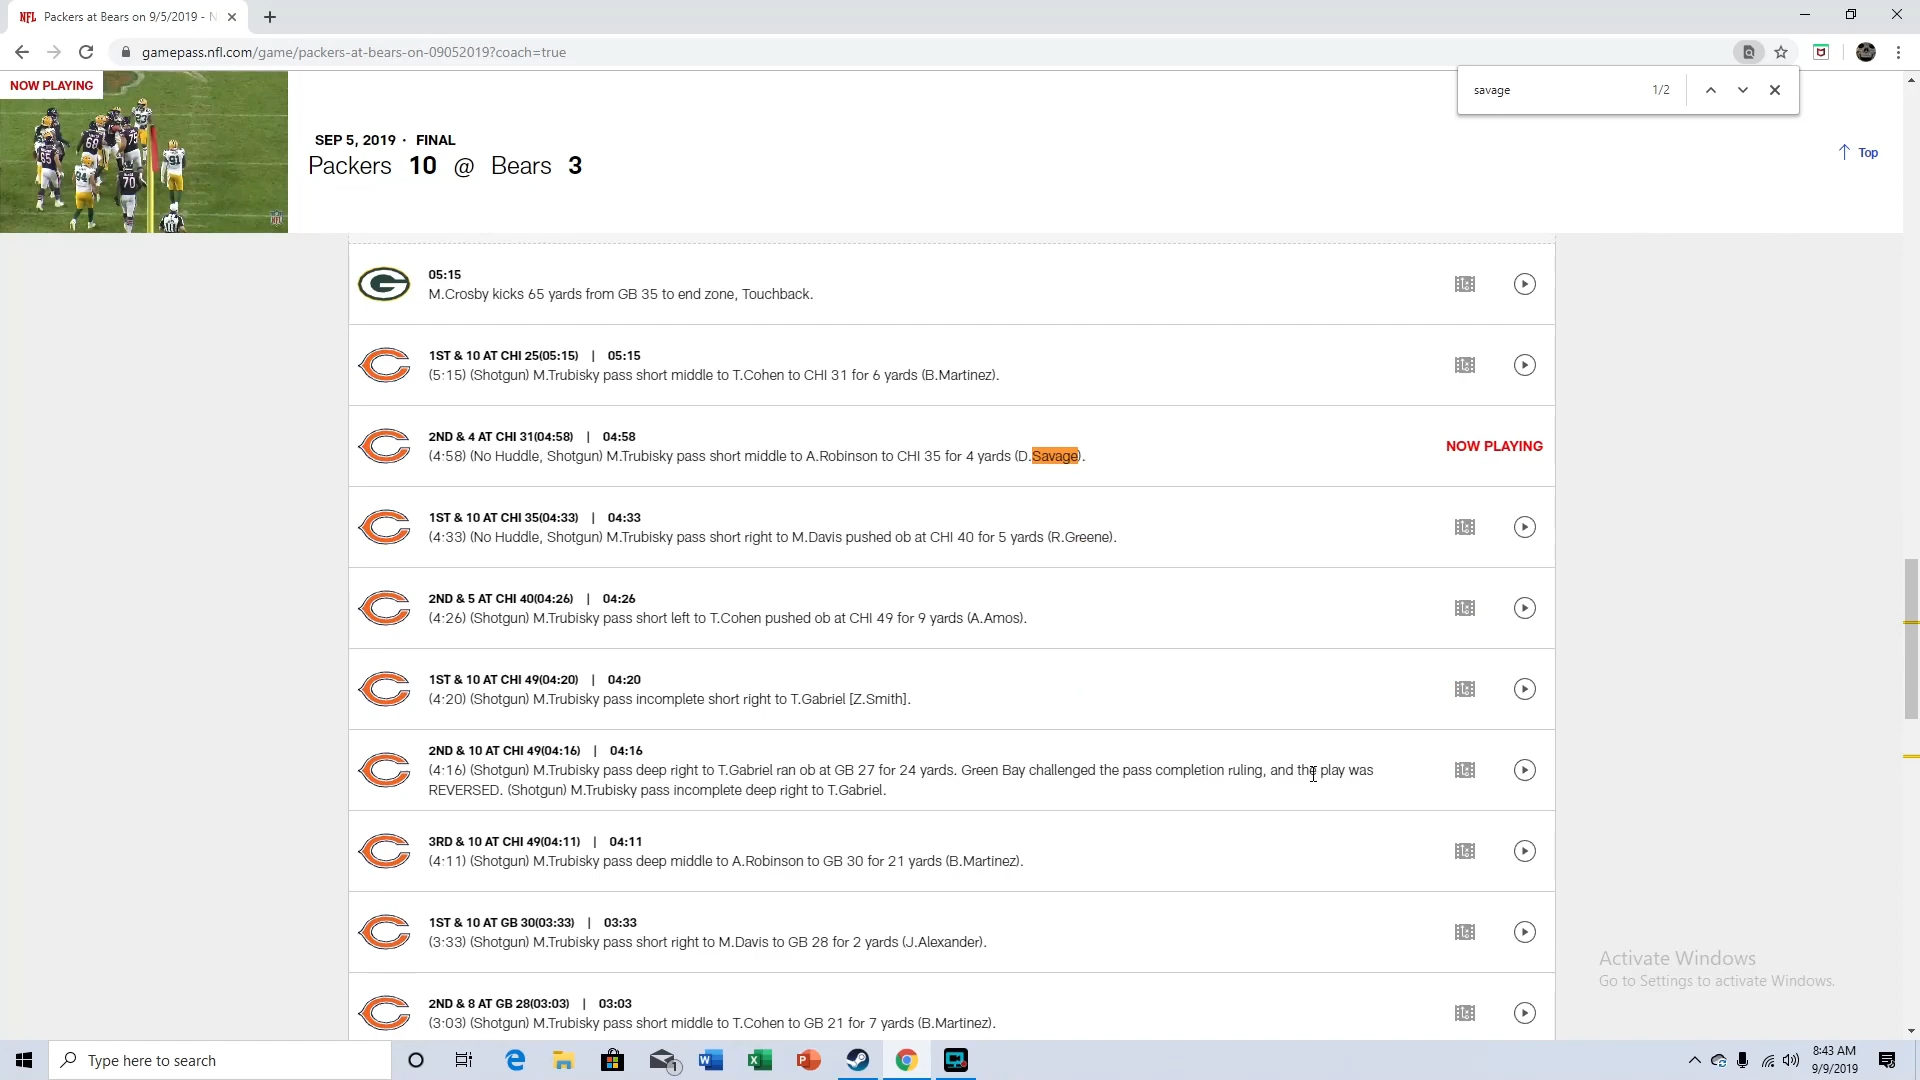 NFL Packers at Bears on 9/5/2019 - N
gamepass.nfl.com/game/packers-at-bears-on-09052019?coach=true
savage 1/2
NOW PLAYING
SEP 5, 2019 · FINAL
Packers 10 @ Bears 3
Top
05:15
M.Crosby kicks 65 yards from GB 35 to end zone, Touchback.
1ST & 10 AT CHI 25(05:15) | 05:15
(5:15) (Shotgun) M.Trubisky pass short middle to T.Cohen to CHI 31 for 6 yards (B.Martinez).
2ND & 4 AT CHI 31(04:58) | 04:58
(4:58) (No Huddle, Shotgun) M.Trubisky pass short middle to A.Robinson to CHI 35 for 4 yards (D.Savage).
NOW PLAYING
1ST & 10 AT CHI 35(04:33) | 04:33
(4:33) (No Huddle, Shotgun) M.Trubisky pass short right to M.Davis pushed ob at CHI 40 for 5 yards (R.Greene).
2ND & 5 AT CHI 40(04:26) | 04:26
(4:26) (Shotgun) M.Trubisky pass short left to T.Cohen pushed ob at CHI 49 for 9 yards (A.Amos).
1ST & 10 AT CHI 49(04:20) | 04:20
(4:20) (Shotgun) M.Trubisky pass incomplete short right to T.Gabriel [Z.Smith].
2ND & 10 AT CHI 49(04:16) | 04:16
(4:16) (Shotgun) M.Trubisky pass deep right to T.Gabriel ran ob at GB 27 for 24 yards. Green Bay challenged the pass completion ruling, and the play was
REVERSED. (Shotgun) M.Trubisky pass incomplete deep right to T.Gabriel.
3RD & 10 AT CHI 49(04:11) | 04:11
(4:11) (Shotgun) M.Trubisky pass deep middle to A.Robinson to GB 30 for 21 yards (B.Martinez).
1ST & 10 AT GB 30(03:33) | 03:33
(3:33) (Shotgun) M.Trubisky pass short right to M.Davis to GB 28 for 2 yards (J.Alexander).
2ND & 8 AT GB 28(03:03) | 03:03
(3:03) (Shotgun) M.Trubisky pass short middle to T.Cohen to GB 21 for 7 yards (B.Martinez).
Activate Windows
Go to Settings to activate Windows.
Type here to search
8:43 AM
9/9/2019